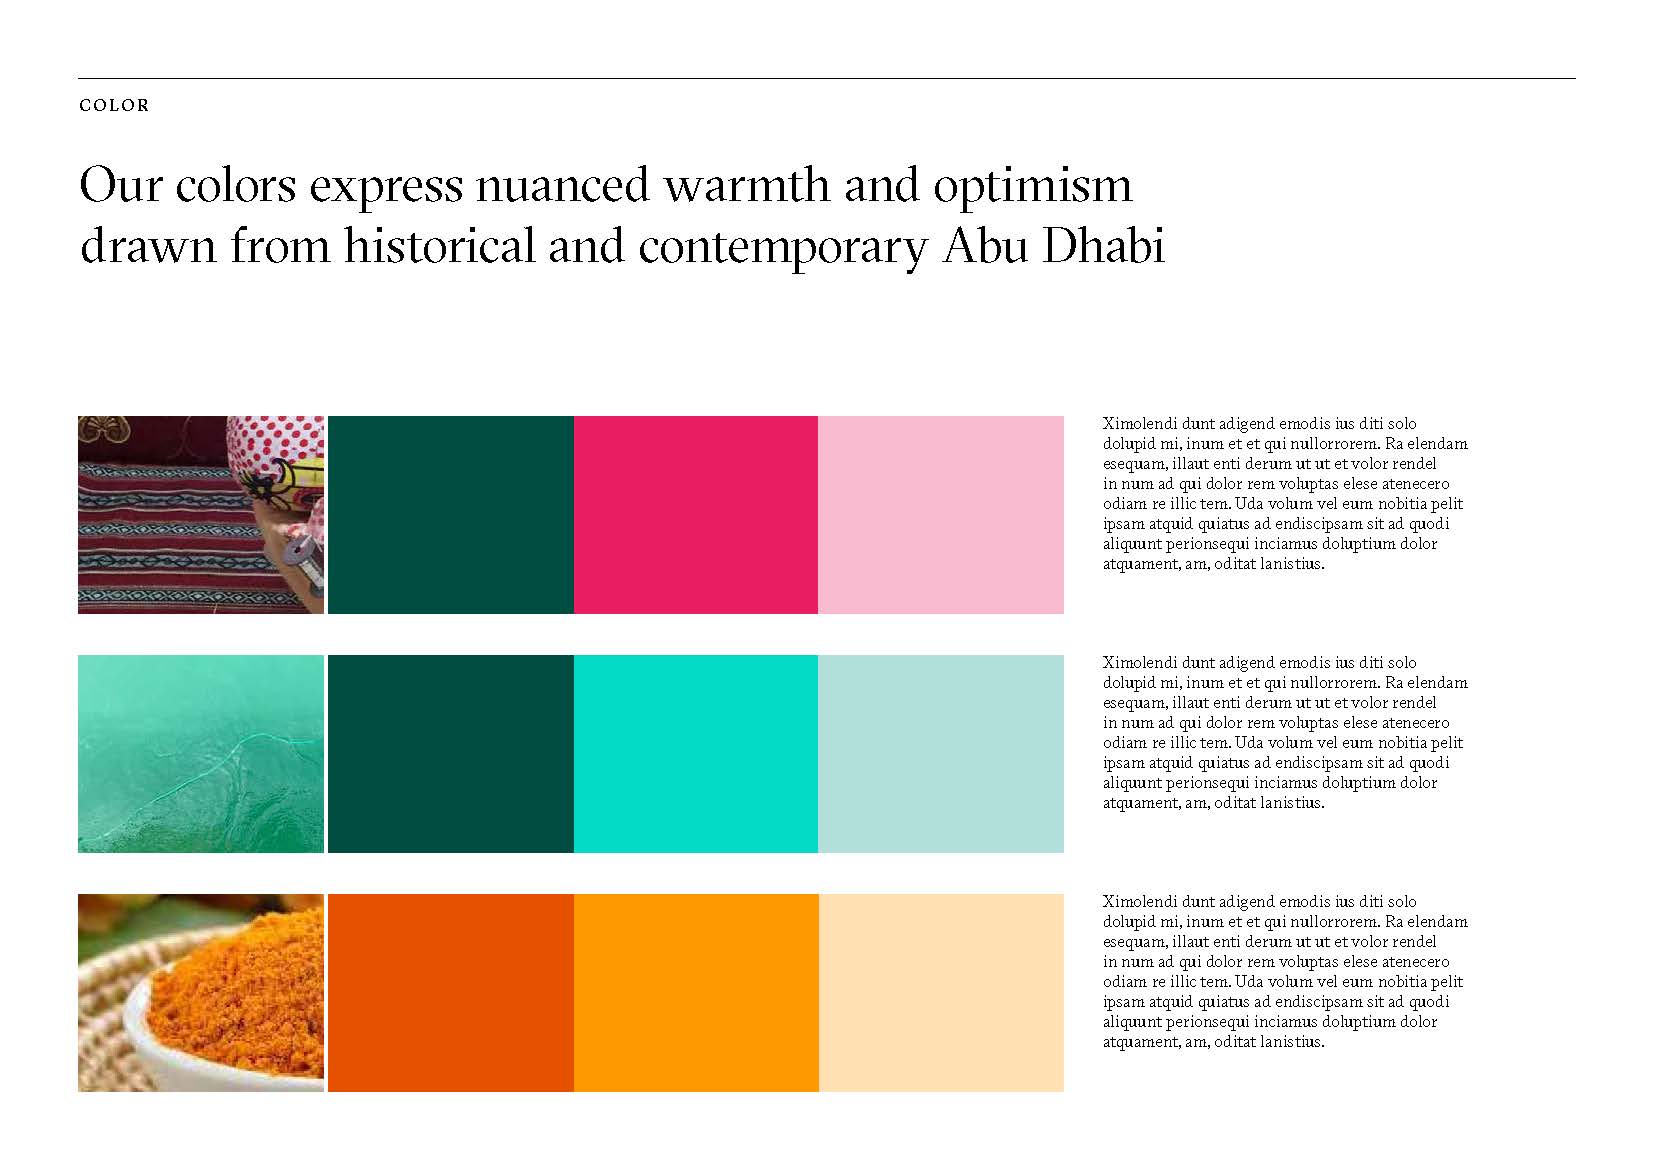 COLOR
Our colors express nuanced warmth and optimism
drawn from historical and contemporary Abu Dhabi
Ximolendi dunt adigend emodis ius diti solo
dolupid mi, inum et et qui nullorrorem. Ra elendam
esequam, illaut enti derum ut ut et volor rendel
in num ad qui dolor rem voluptas elese atenecero
odiam re illic tem. Uda volum vel eum nobitia pelit
ipsam atquid quiatus ad endiscipsam sit ad quodi
aliquunt perionsequi inciamus doluptium dolor
atquament, am, oditat lanistius.
Ximolendi dunt adigend emodis ius diti solo
dolupid mi, inum et et qui nullorrorem. Ra elendam
esequam, illaut enti derum ut ut et volor rendel
in num ad qui dolor rem voluptas elese atenecero
odiam re illic tem. Uda volum vel eum nobitia pelit
ipsam atquid quiatus ad endiscipsam sit ad quodi
aliquunt perionsequi inciamus doluptium dolor
atquament, am, oditat lanistius.
Ximolendi dunt adigend emodis ius diti solo
dolupid mi, inum et et qui nullorrorem. Ra elendam
esequam, illaut enti derum ut ut et volor rendel
in num ad qui dolor rem voluptas elese atenecero
odiam re illic tem. Uda volum vel eum nobitia pelit
ipsam atquid quiatus ad endiscipsam sit ad quodi
aliquunt perionsequi inciamus doluptium dolor
atquament, am, oditat lanistius.